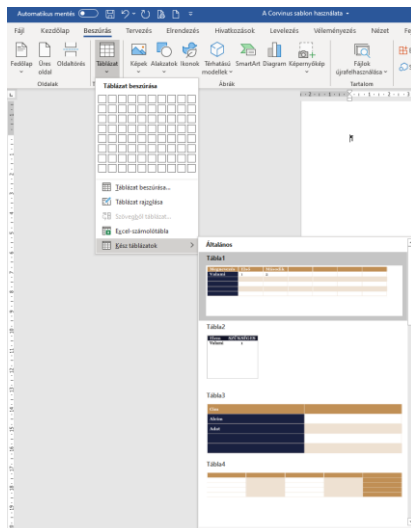 Automatikus mentés
A Corvinus sablon használata
Fájl Kezdőlap Beszúrás Tervezés Elrendezés Hivatkozások Levelezés Véleményezés Nézet
Fedőlap Üres oldal Oldaltörés Táblázat Képek Alakzatok Ikonok Térhatású modellek SmartArt Diagram Képernyőkép Fájlok újrafelhasználása
Oldalak Ábrák Tartalom
Táblázat beszúrása
Táblázat beszúrása...
Táblázat rajzolása
Szövegből táblázat...
Excel-számolótábla
Kész táblázatok
Általános
Tábla1
Tábla2
Tábla3
Tábla4